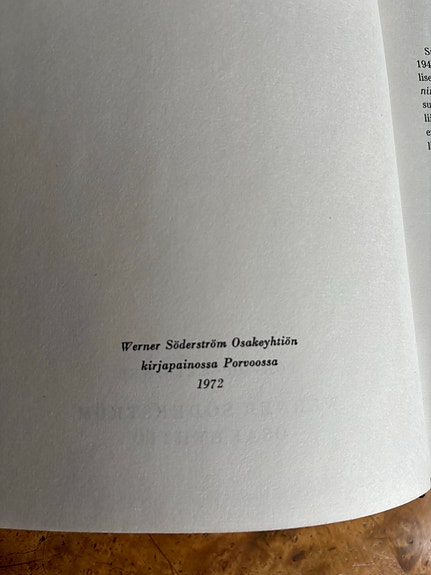 Werner Söderström Osakeyhtiön
kirjapainossa Porvoossa
1972